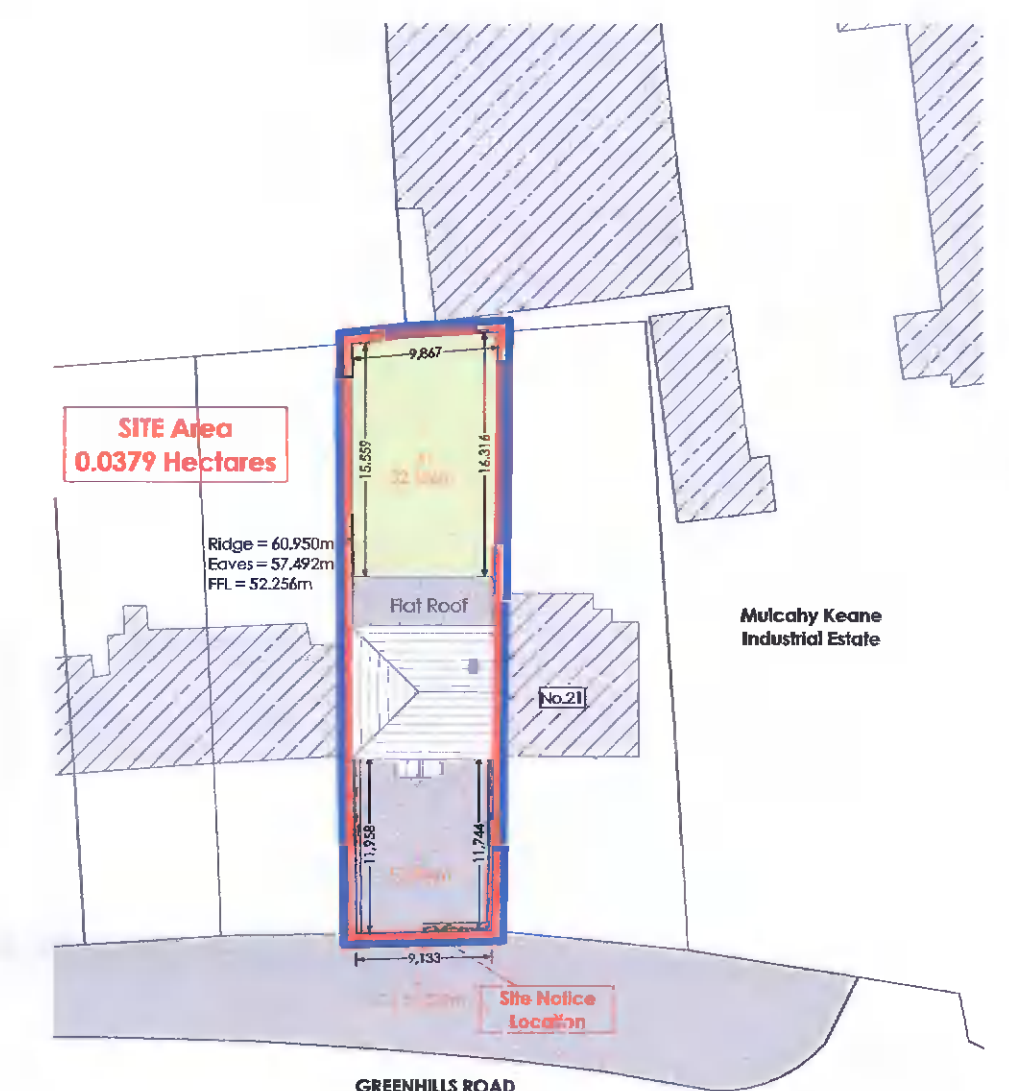 9,867
SITE Area
0.0379 Hectares
15,559
16,316
Ridge = 60.950m
Eaves = 57.492m
FFL = 52.256m
Flat Roof
Mulcahy Keane
Industrial Estate
No.21
11,958
11,744
9,133
Site Notice
Location
GREENHILLS ROAD